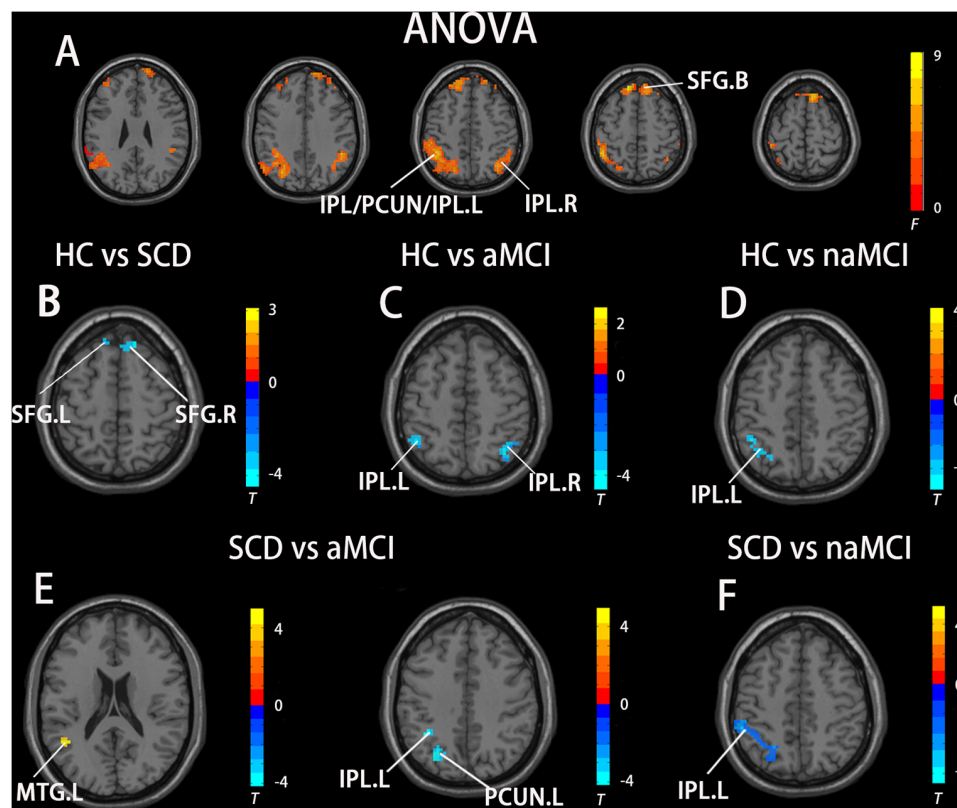 ANOVA
A
SFG.B
IPL/PCUN/IPL.L
IPL.R
9
0
F
HC vs SCD
HC vs aMCI
HC vs naMCI
B
SFG.L
SFG.R
3
0
-4
T
C
IPL.L
IPL.R
2
0
-4
T
D
IPL.L
4
T
SCD vs aMCI
SCD vs naMCI
E
MTG.L
4
0
-4
T
IPL.L
PCUN.L
4
0
-4
T
F
IPL.L
4
T